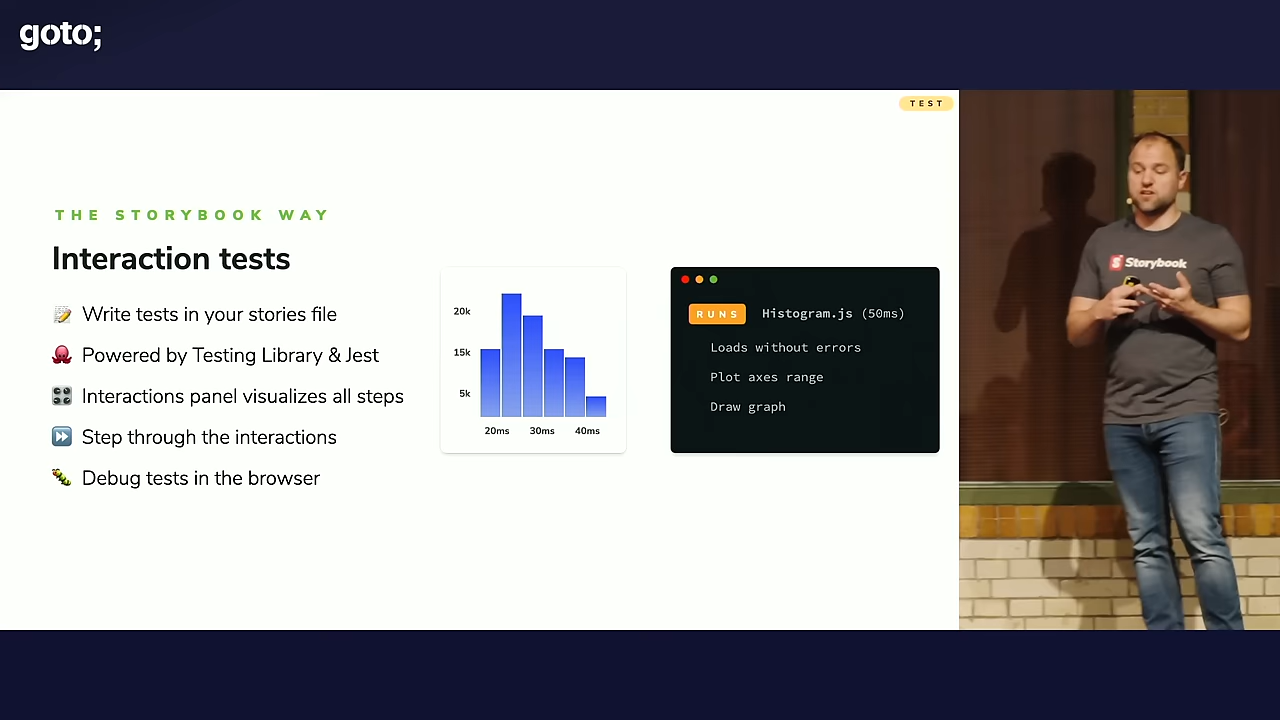 goto;
TEST
THE STORYBOOK WAY
Interaction tests
Write tests in your stories file
Powered by Testing Library & Jest
Interactions panel visualizes all steps
Step through the interactions
Debug tests in the browser
20k
15k
5k
20ms 30ms 40ms
RUNS Histogram.js (50ms)
Loads without errors
Plot axes range
Draw graph
S Storybook